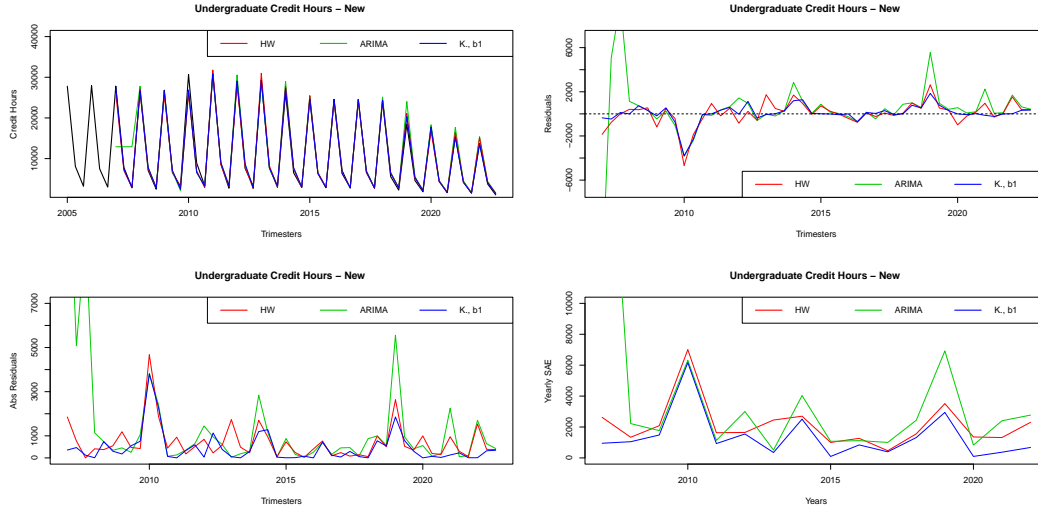 Undergraduate Credit Hours – New
HW ARIMA K., b1
Credit Hours
10000 20000 30000 40000
2005 2010 2015 2020
Trimesters
Undergraduate Credit Hours – New
Residuals
-6000 -2000 2000 6000
HW ARIMA K., b1
2010 2015 2020
Trimesters
Undergraduate Credit Hours – New
HW ARIMA K., b1
Abs Residuals
0 1000 3000 5000 7000
2010 2015 2020
Trimesters
Undergraduate Credit Hours – New
HW ARIMA K., b1
Yearly SAE
0 2000 4000 6000 8000 10000
2010 2015 2020
Years